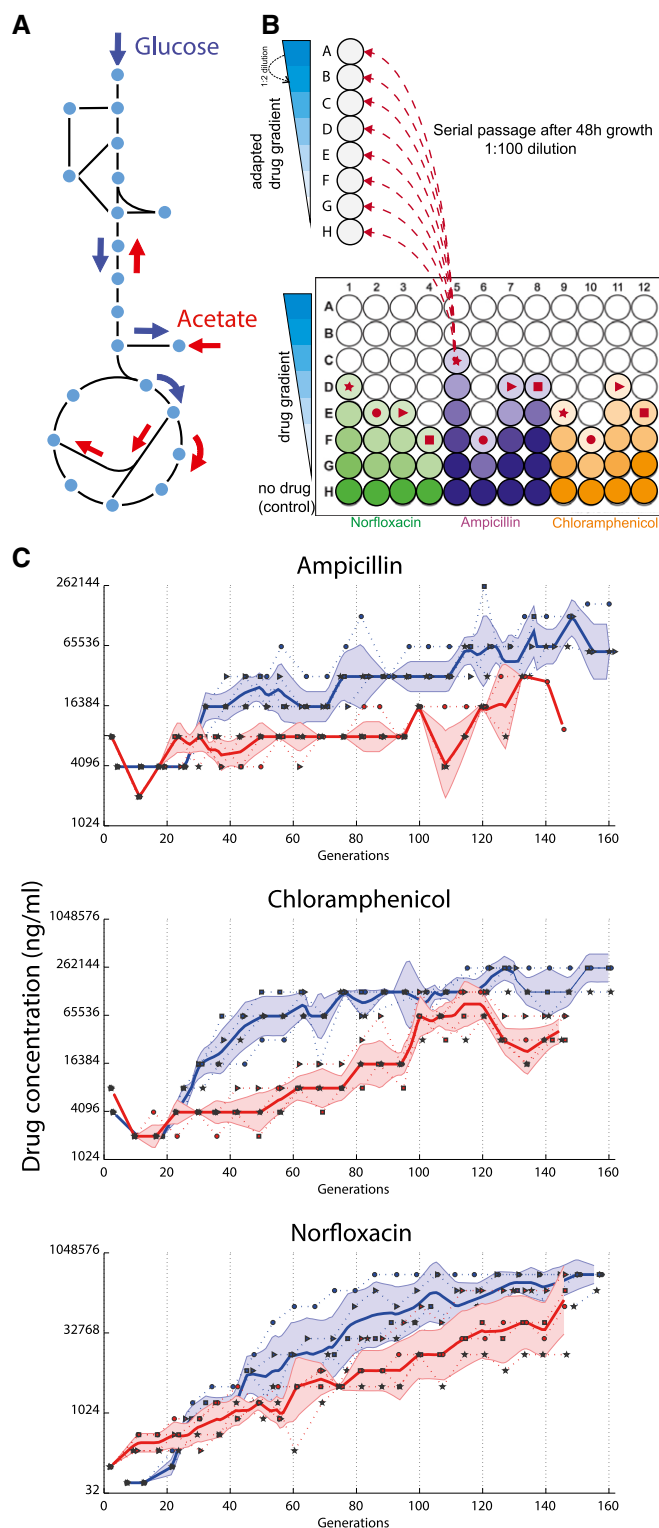 A
Glucose
Acetate
B
1:2 dilution
adapted
drug gradient
A
B
C
D
E
F
G
H
Serial passage after 48h growth
1:100 dilution
drug gradient
no drug
(control)
1 2 3 4 5 6 7 8 9 10 11 12
A
B
C
D
E
F
G
H
Norfloxacin Ampicillin Chloramphenicol
C
Drug concentration (ng/ml)
Ampicillin
262144
65536
16384
4096
1024
0 20 40 60 80 100 120 140 160
Generations
Chloramphenicol
1048576
262144
65536
16384
4096
1024
0 20 40 60 80 100 120 140 160
Generations
Norfloxacin
1048576
32768
1024
32
0 20 40 60 80 100 120 140 160
Generations